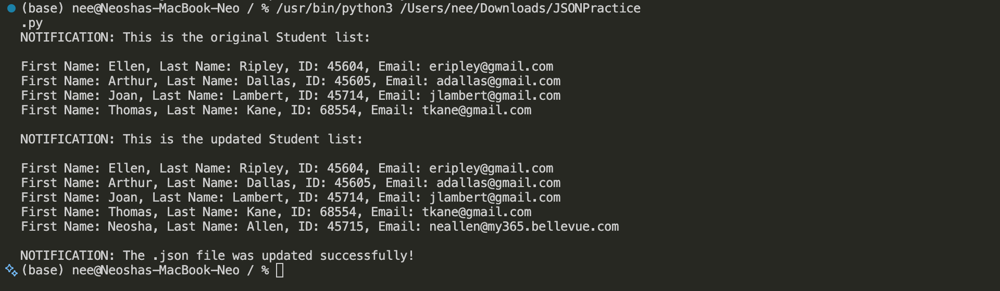 (base) nee@Neoshas-MacBook-Neo / % /usr/bin/python3 /Users/nee/Downloads/JSONPractice
.py
NOTIFICATION: This is the original Student list:
First Name: Ellen, Last Name: Ripley, ID: 45604, Email: eripley@gmail.com
First Name: Arthur, Last Name: Dallas, ID: 45605, Email: adallas@gmail.com
First Name: Joan, Last Name: Lambert, ID: 45714, Email: jlambert@gmail.com
First Name: Thomas, Last Name: Kane, ID: 68554, Email: tkane@gmail.com
NOTIFICATION: This is the updated Student list:
First Name: Ellen, Last Name: Ripley, ID: 45604, Email: eripley@gmail.com
First Name: Arthur, Last Name: Dallas, ID: 45605, Email: adallas@gmail.com
First Name: Joan, Last Name: Lambert, ID: 45714, Email: jlambert@gmail.com
First Name: Thomas, Last Name: Kane, ID: 68554, Email: tkane@gmail.com
First Name: Neosha, Last Name: Allen, ID: 45715, Email: neallen@my365.bellevue.com
NOTIFICATION: The .json file was updated successfully!
(base) nee@Neoshas-MacBook-Neo / %